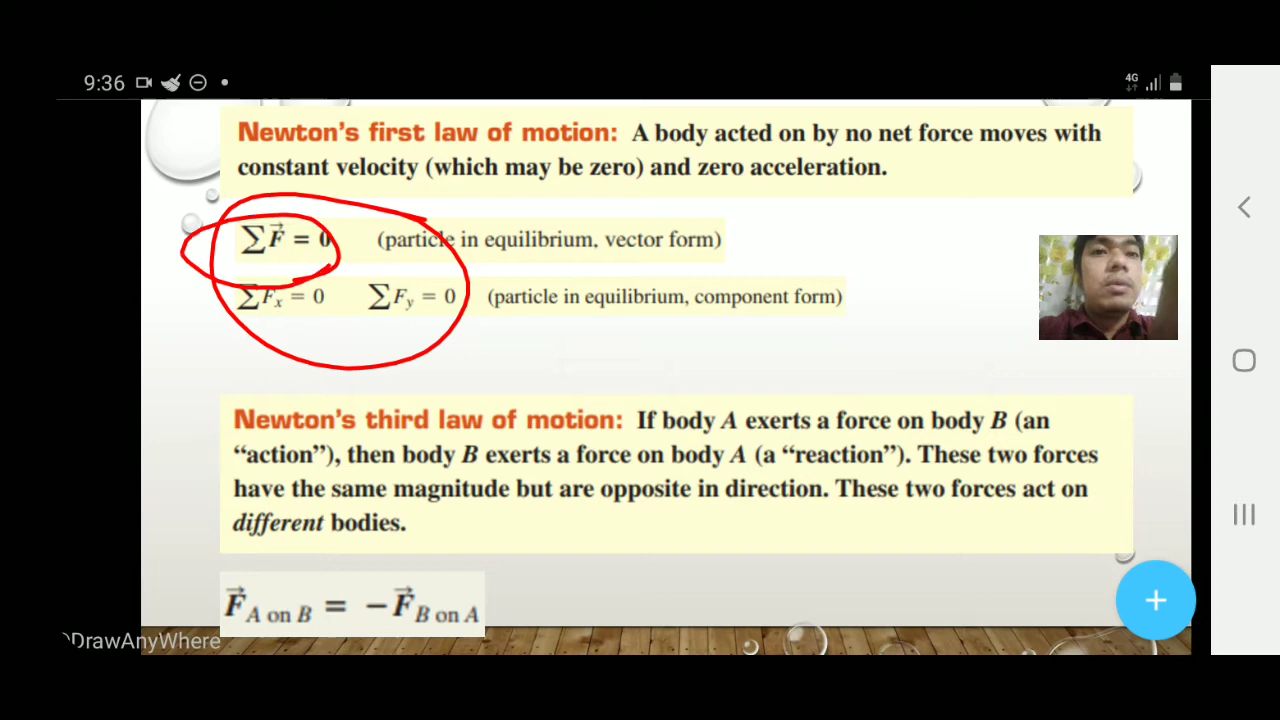 9:36
4G
Newton's first law of motion: A body acted on by no net force moves with
constant velocity (which may be zero) and zero acceleration.
∑F⃗ = 0 (particle in equilibrium, vector form)
∑Fx = 0 ∑Fy = 0 (particle in equilibrium, component form)
Newton's third law of motion: If body A exerts a force on body B (an
“action”), then body B exerts a force on body A (a “reaction”). These two forces
have the same magnitude but are opposite in direction. These two forces act on
different bodies.
F⃗A on B = −F⃗B on A
DrawAnyWhere